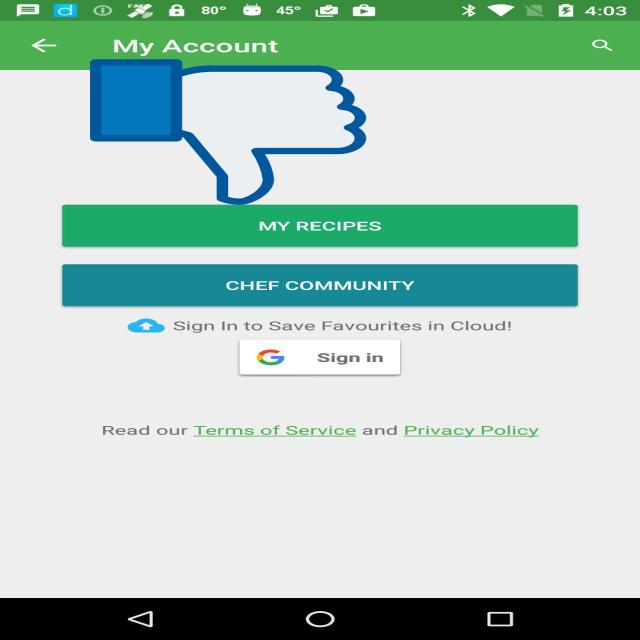 80° 45° 4:03
My Account
MY RECIPES
CHEF COMMUNITY
Sign In to Save Favourites in Cloud!
Sign in
Read our Terms of Service and Privacy Policy